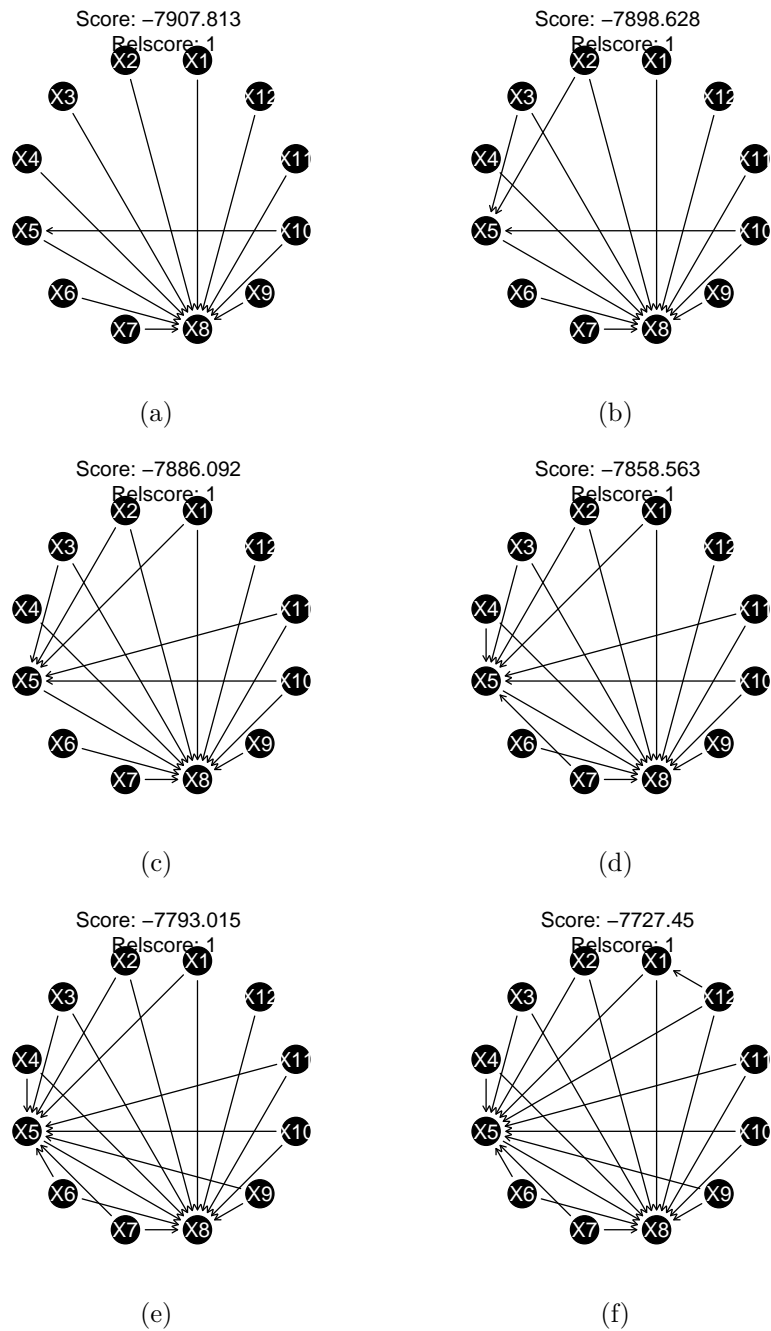 Score: −7907.813
Relscore: 1
X2 X1
X3 X12
X4 X11
X5 X10
X6 X9
X7 X8
(a)
Score: −7898.628
Relscore: 1
X2 X1
X3 X12
X4 X11
X5 X10
X6 X9
X7 X8
(b)
Score: −7886.092
Relscore: 1
X2 X1
X3 X12
X4 X11
X5 X10
X6 X9
X7 X8
(c)
Score: −7858.563
Relscore: 1
X2 X1
X3 X12
X4 X11
X5 X10
X6 X9
X7 X8
(d)
Score: −7793.015
Relscore: 1
X2 X1
X3 X12
X4 X11
X5 X10
X6 X9
X7 X8
(e)
Score: −7727.45
Relscore: 1
X2 X1
X3 X12
X4 X11
X5 X10
X6 X9
X7 X8
(f)